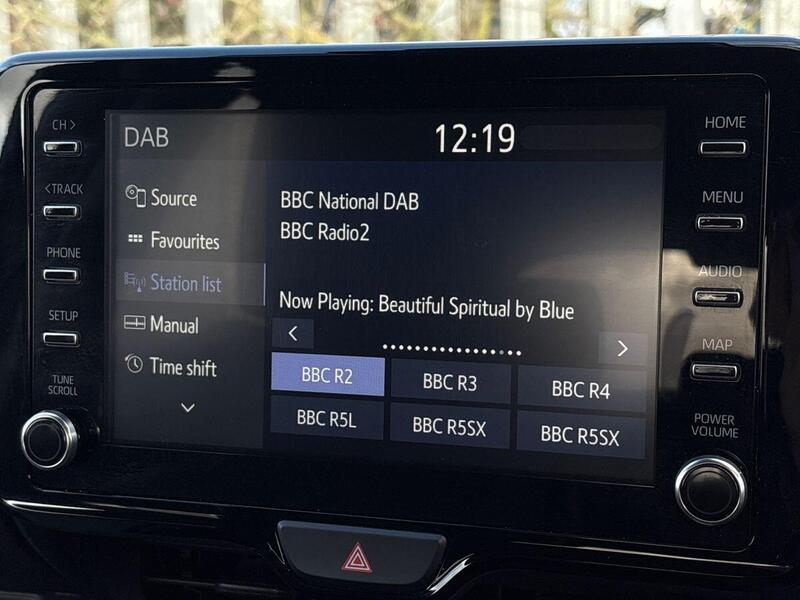 DAB
12:19
Source
Favourites
Station list
Manual
Time shift
BBC National DAB
BBC Radio2
Now Playing: Beautiful Spiritual by Blue
BBC R2
BBC R3
BBC R4
BBC R5L
BBC R5SX
BBC R5SX
CH >
< TRACK
PHONE
SETUP
TUNE
SCROLL
HOME
MENU
AUDIO
MAP
POWER
VOLUME